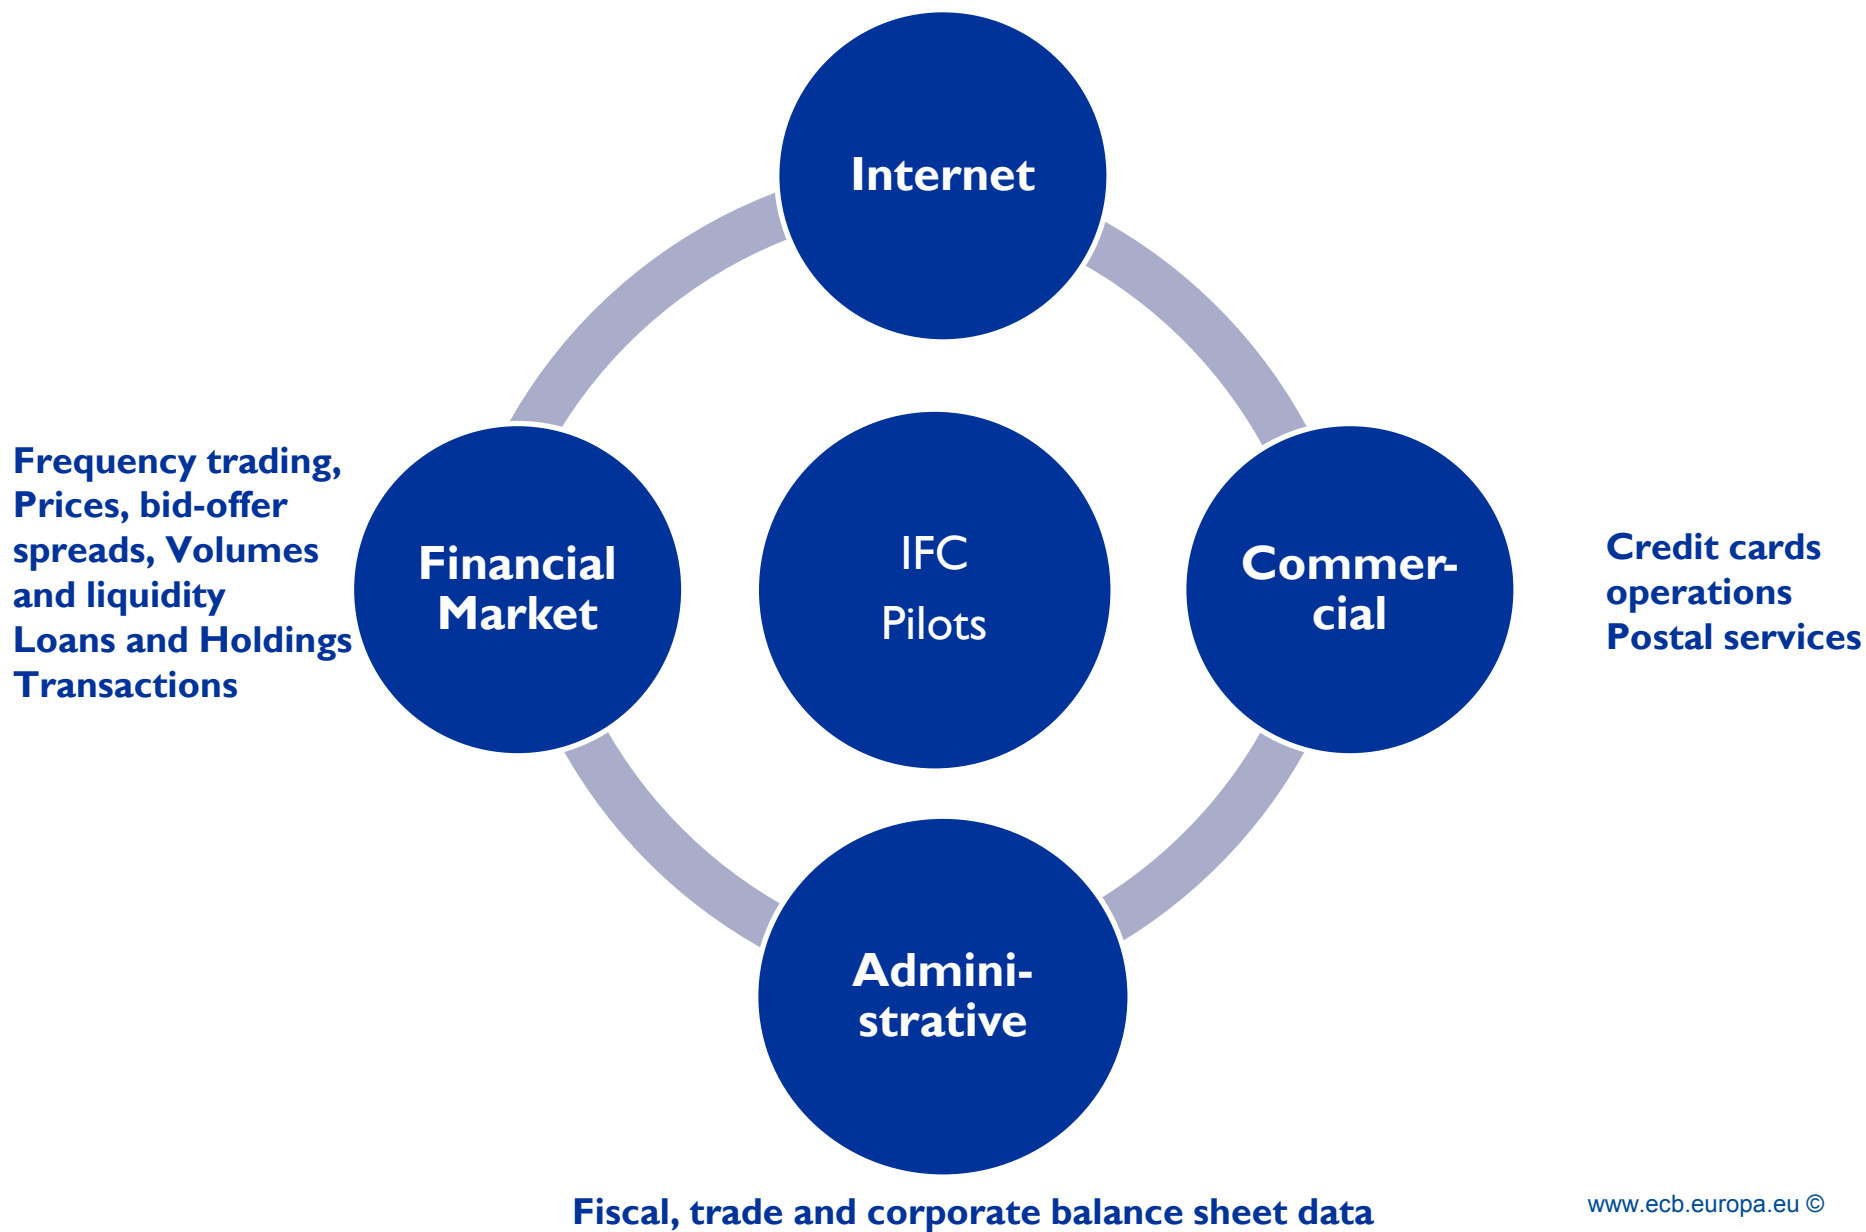 Internet
Frequency trading,
Prices, bid-offer
spreads, Volumes
and liquidity
Loans and Holdings
Transactions
Financial
Market
IFC
Pilots
Commer-
cial
Credit cards
operations
Postal services
Admini-
strative
Fiscal, trade and corporate balance sheet data
www.ecb.europa.eu ©